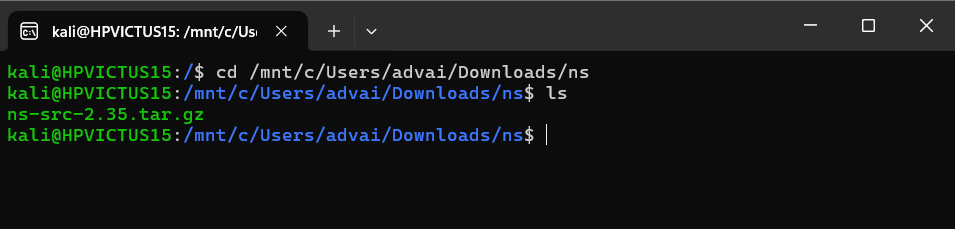 kali@HPVICTUS15: /mnt/c/Use
kali@HPVICTUS15:/$ cd /mnt/c/Users/advai/Downloads/ns
kali@HPVICTUS15:/mnt/c/Users/advai/Downloads/ns$ ls
ns-src-2.35.tar.gz
kali@HPVICTUS15:/mnt/c/Users/advai/Downloads/ns$